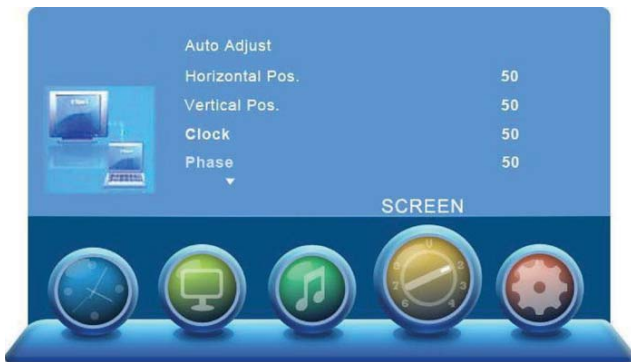 Auto Adjust
Horizontal Pos. 50
Vertical Pos. 50
Clock 50
Phase 50
SCREEN